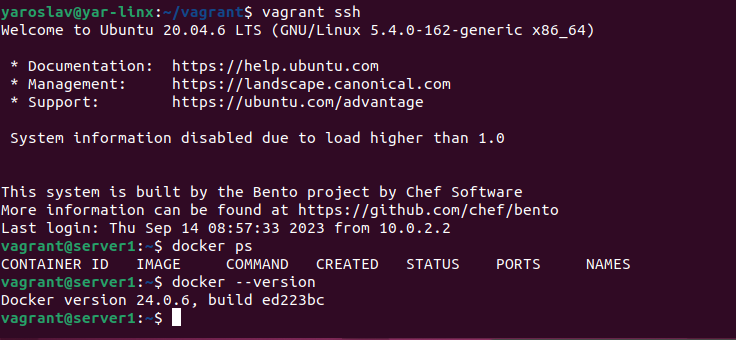 yaroslav@yar-linx:~/vagrant$ vagrant ssh
Welcome to Ubuntu 20.04.6 LTS (GNU/Linux 5.4.0-162-generic x86_64)
* Documentation:  https://help.ubuntu.com
* Management:     https://landscape.canonical.com
* Support:        https://ubuntu.com/advantage
System information disabled due to load higher than 1.0
This system is built by the Bento project by Chef Software
More information can be found at https://github.com/chef/bento
Last login: Thu Sep 14 08:57:33 2023 from 10.0.2.2
vagrant@server1:~$ docker ps
CONTAINER ID   IMAGE     COMMAND   CREATED   STATUS    PORTS     NAMES
vagrant@server1:~$ docker --version
Docker version 24.0.6, build ed223bc
vagrant@server1:~$